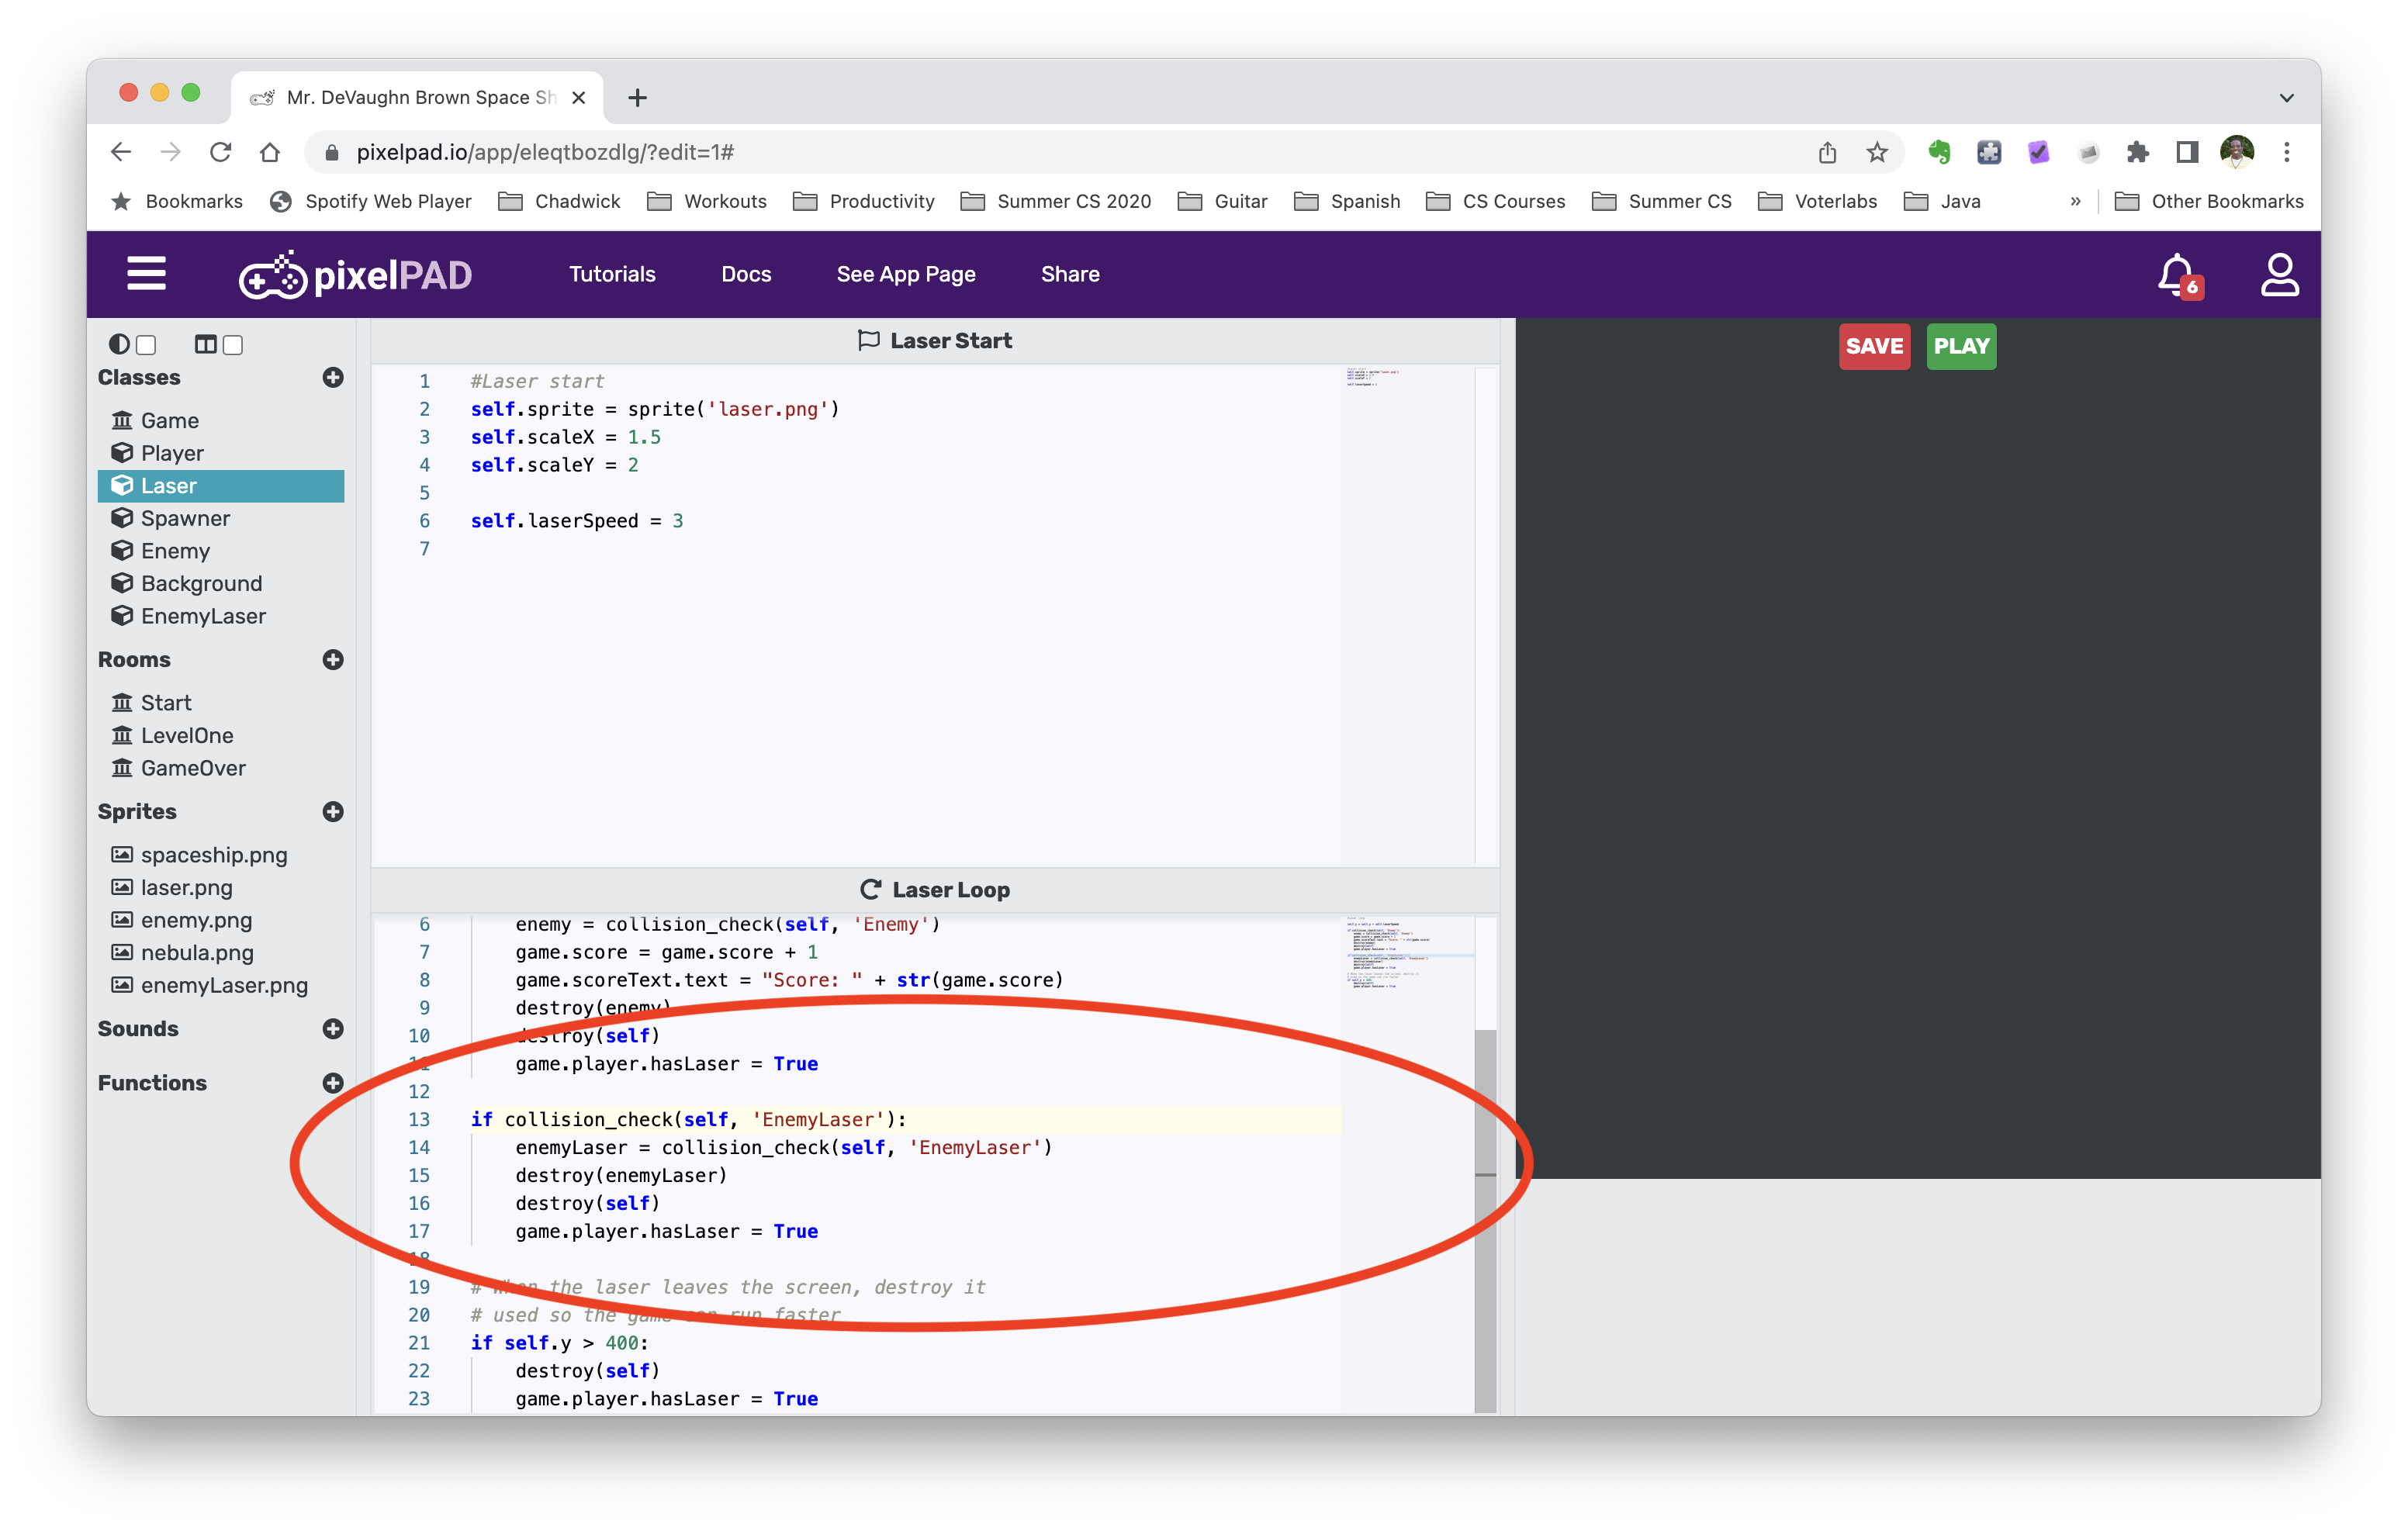 Mr. DeVaughn Brown Space Sh
pixelpad.io/app/eleqtbozdlg/?edit=1#
Bookmarks Spotify Web Player Chadwick Workouts Productivity Summer CS 2020 Guitar Spanish CS Courses Summer CS Voterlabs Java » Other Bookmarks
pixelPAD Tutorials Docs See App Page Share 6
Classes
Game
Player
Laser
Spawner
Enemy
Background
EnemyLaser
Rooms
Start
LevelOne
GameOver
Sprites
spaceship.png
laser.png
enemy.png
nebula.png
enemyLaser.png
Sounds
Functions
Laser Start
1 #Laser start
2 self.sprite = sprite('laser.png')
3 self.scaleX = 1.5
4 self.scaleY = 2
5
6 self.laserSpeed = 3
7
Laser Loop
6 enemy = collision_check(self, 'Enemy')
7 game.score = game.score + 1
8 game.scoreText.text = "Score: " + str(game.score)
9 destroy(enemy)
10 destroy(self)
11 game.player.hasLaser = True
12
13 if collision_check(self, 'EnemyLaser'):
14 enemyLaser = collision_check(self, 'EnemyLaser')
15 destroy(enemyLaser)
16 destroy(self)
17 game.player.hasLaser = True
18
19 # When the laser leaves the screen, destroy it
20 # used so the game can run faster
21 if self.y > 400:
22 destroy(self)
23 game.player.hasLaser = True
SAVE PLAY